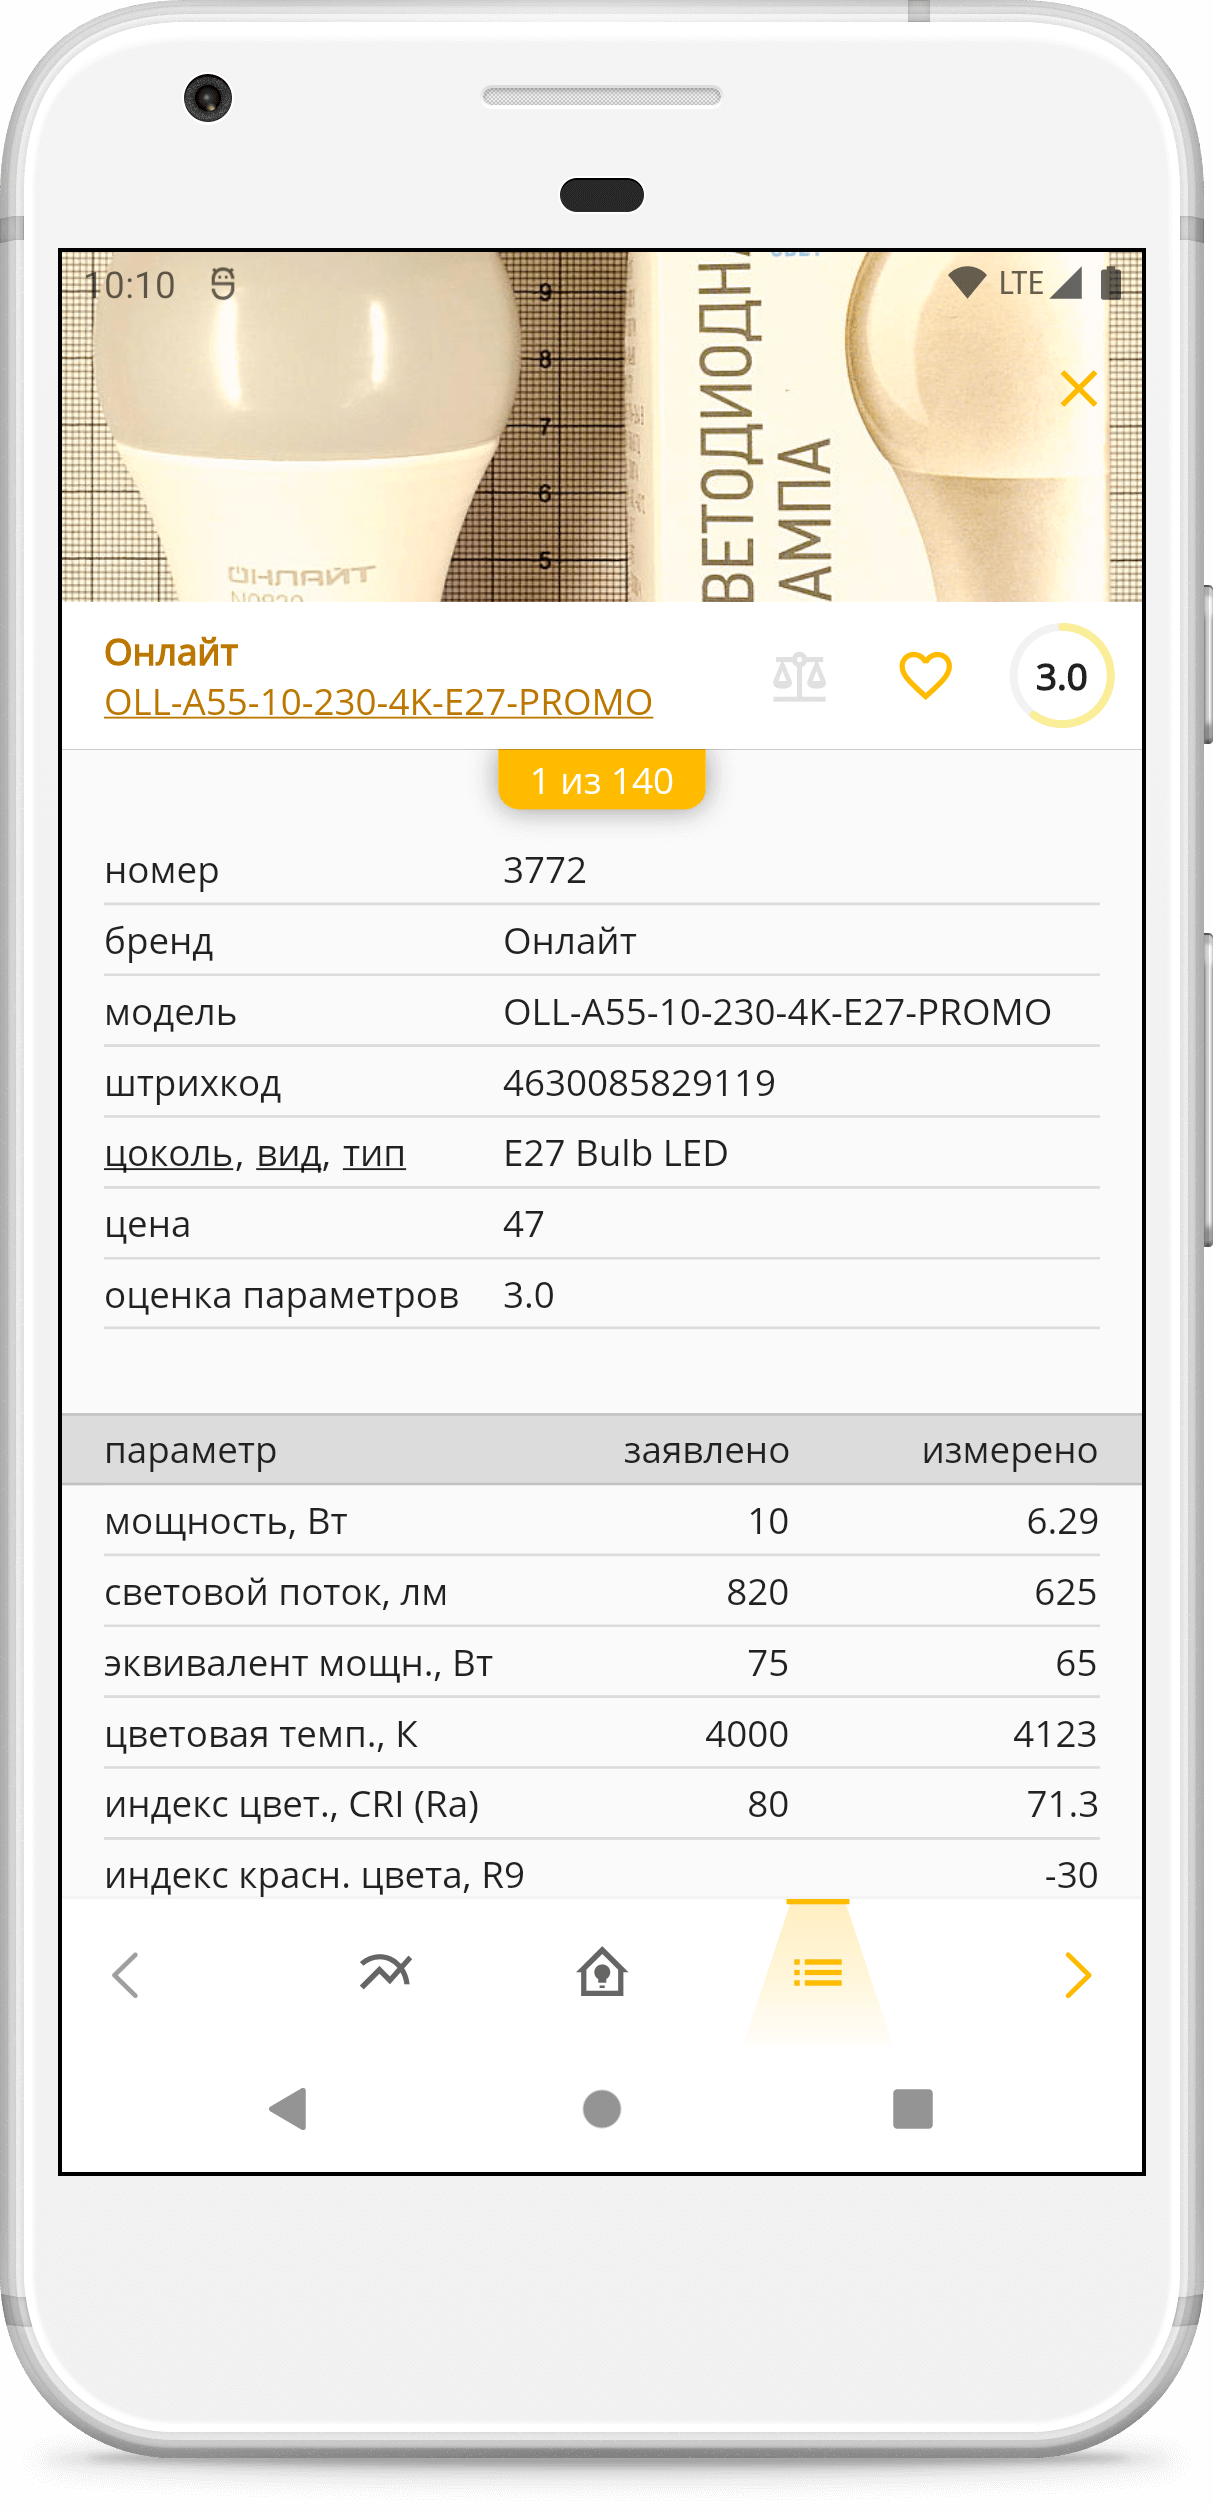 10:10
LTE
9
8
7
6
5
ВЕТОДИОДН
АМПА
ОНЛАЙТ
Онлайт
OLL-A55-10-230-4K-E27-PROMO
3.0
1 из 140
номер 3772
бренд Онлайт
модель OLL-A55-10-230-4K-E27-PROMO
штрихкод 4630085829119
цоколь, вид, тип E27 Bulb LED
цена 47
оценка параметров 3.0
параметр заявлено измерено
мощность, Вт 10 6.29
световой поток, лм 820 625
эквивалент мощн., Вт 75 65
цветовая темп., К 4000 4123
индекс цвет., CRI (Ra) 80 71.3
индекс красн. цвета, R9 -30